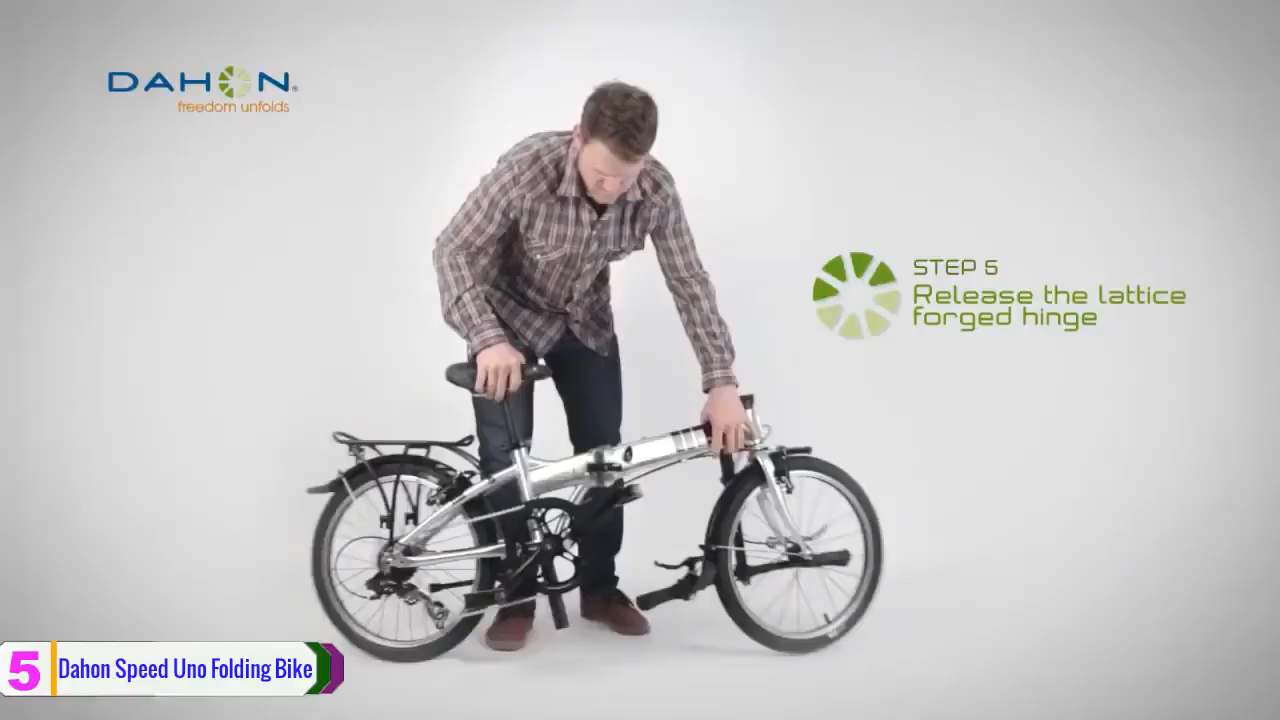 DAHON®
freedom unfolds
STEP 5
Release the lattice
forged hinge
5
Dahon Speed Uno Folding Bike